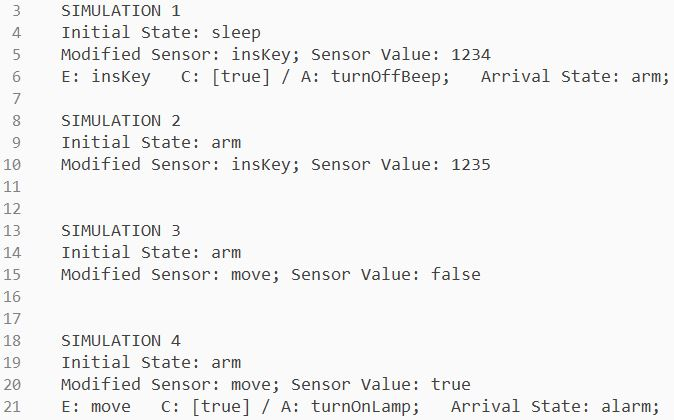 3 SIMULATION 1
4 Initial State: sleep
5 Modified Sensor: insKey; Sensor Value: 1234
6 E: insKey C: [true] / A: turnOffBeep; Arrival State: arm;
7
8 SIMULATION 2
9 Initial State: arm
10 Modified Sensor: insKey; Sensor Value: 1235
11
12
13 SIMULATION 3
14 Initial State: arm
15 Modified Sensor: move; Sensor Value: false
16
17
18 SIMULATION 4
19 Initial State: arm
20 Modified Sensor: move; Sensor Value: true
21 E: move C: [true] / A: turnOnLamp; Arrival State: alarm;